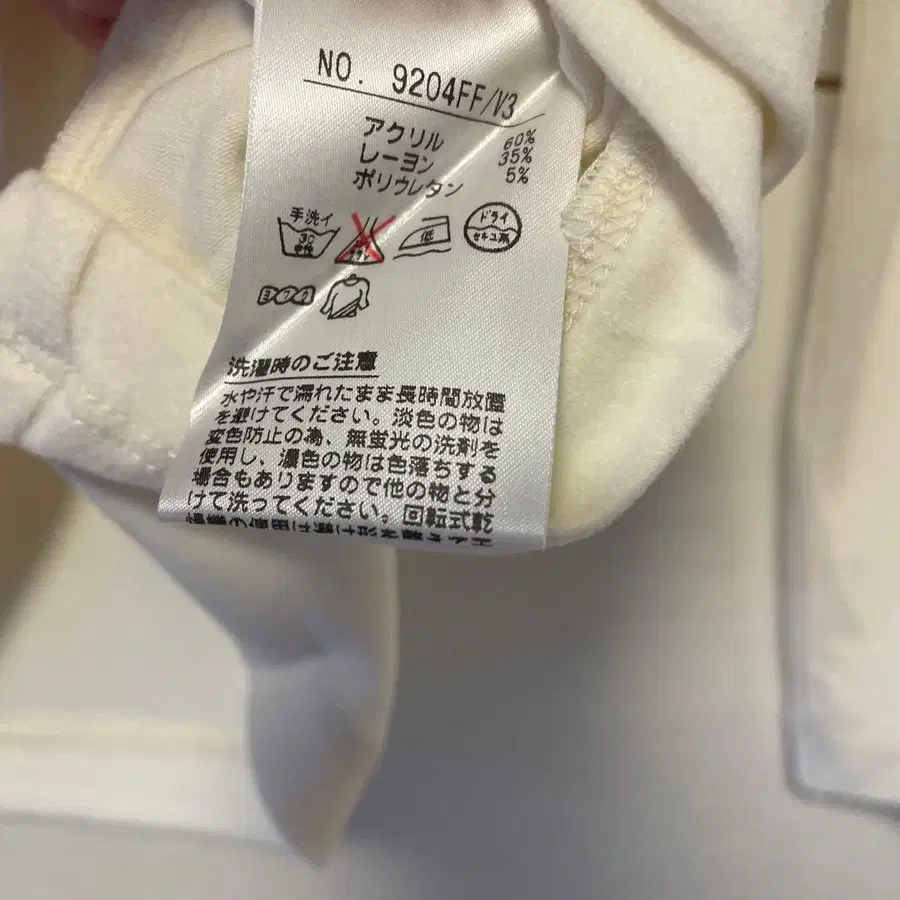 NO. 9204FF/V3
アクリル 60%
レーヨン 35%
ポリウレタン 5%
手洗イ
30
中性
低
ドライ
セキユ系
洗濯時のご注意
水や汗で濡れたまま長時間放置
を避けてください。淡色の物は
変色防止の為、無蛍光の洗剤を
使用し、濃色の物は色落ちする
場合もありますので他の物と分
けて洗ってください。回転式乾